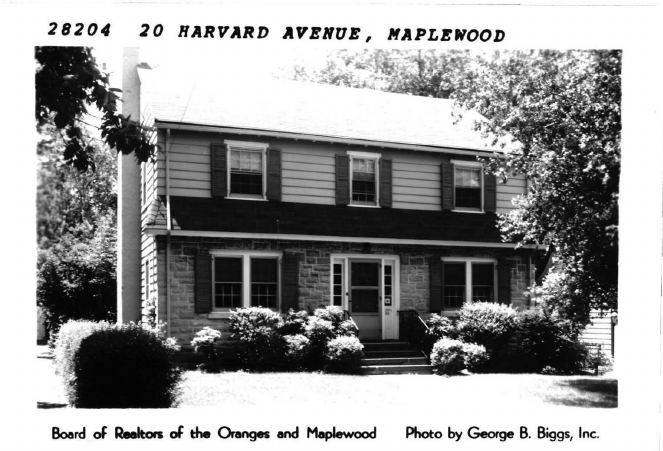 28204 20 HARVARD AVENUE, MAPLEWOOD
Board of Realtors of the Oranges and Maplewood Photo by George B. Biggs, Inc.